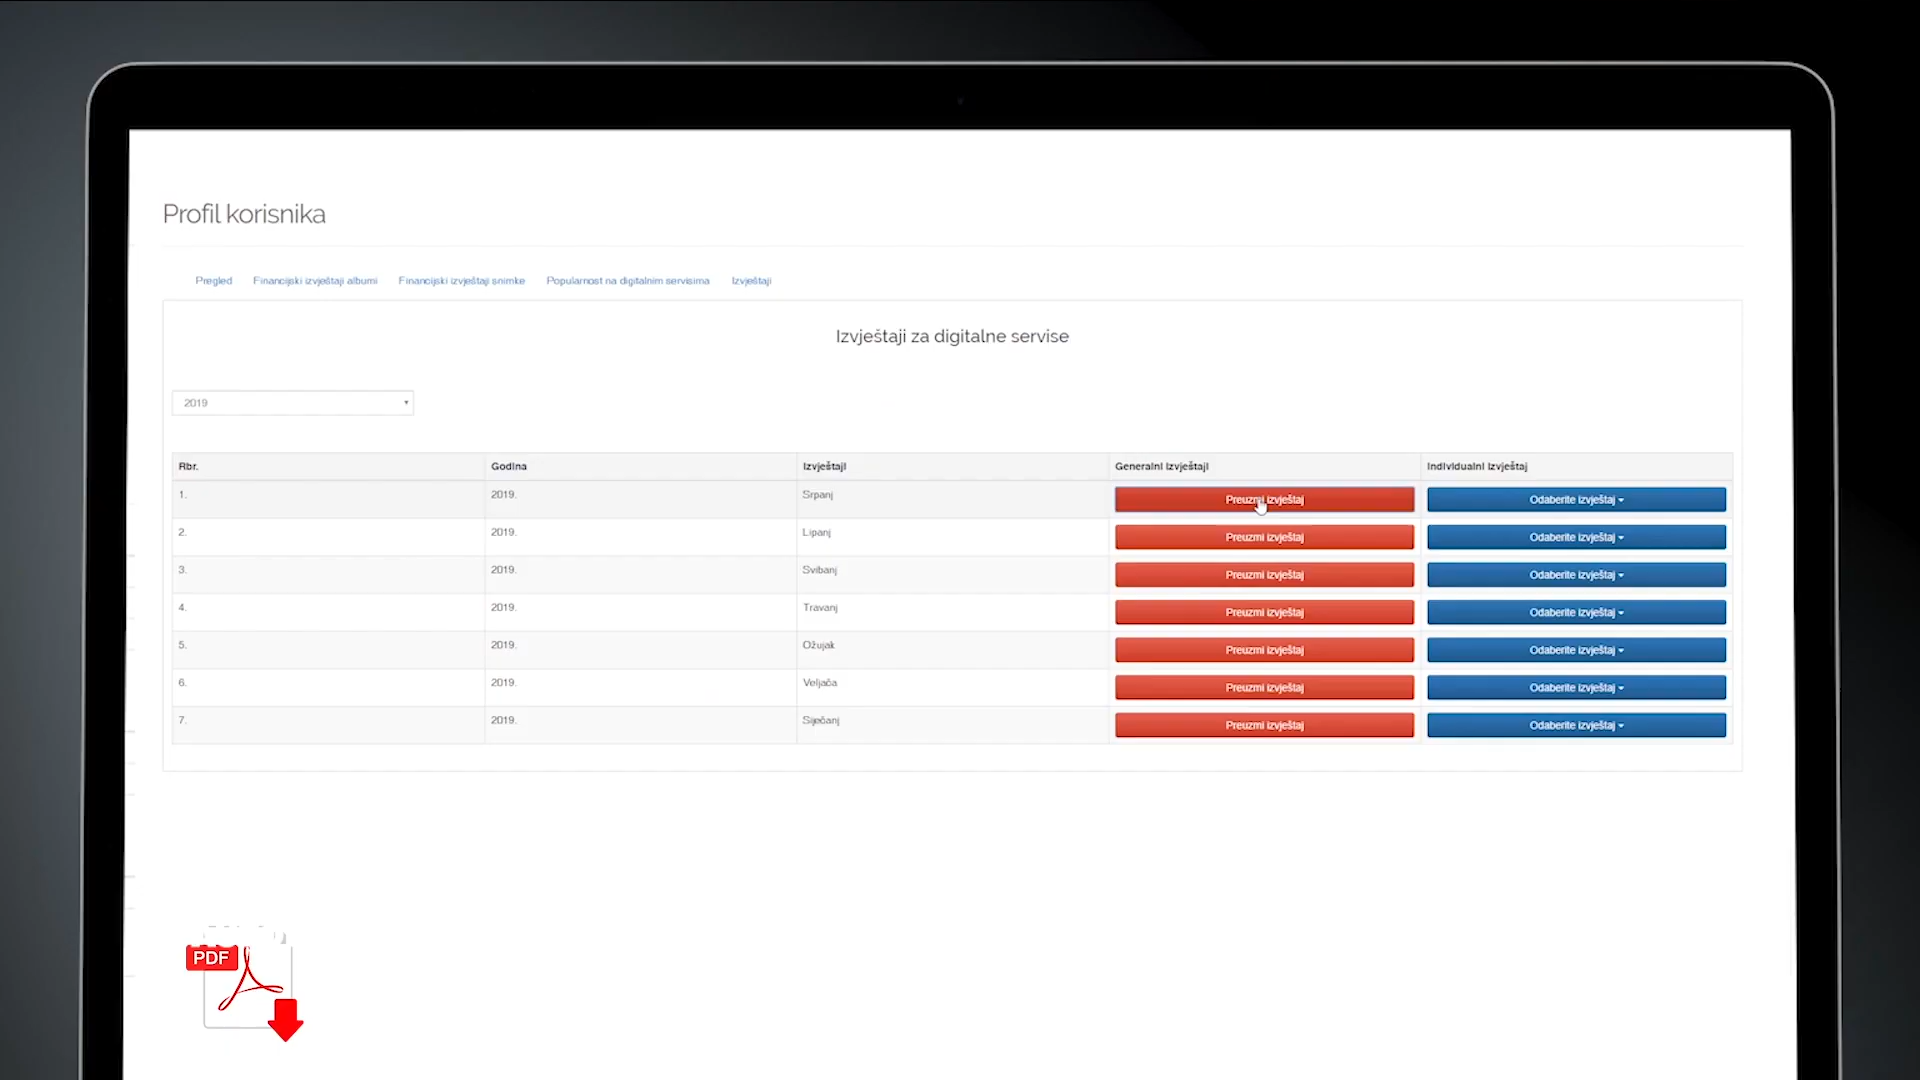 Profil korisnika
Pregled Financijski izvještaji albumi Financijski izvještaji snimke Popularnost na digitalnim servisima Izvještaji
Izvještaji za digitalne servise
2019
Rbr. Godina Izvještaji Generalni izvještaji Individualni izvještaj
1. 2019. Srpanj Preuzmi izvještaj Odaberite izvještaj
2. 2019. Lipanj Preuzmi izvještaj Odaberite izvještaj
3. 2019. Svibanj Preuzmi izvještaj Odaberite izvještaj
4. 2019. Travanj Preuzmi izvještaj Odaberite izvještaj
5. 2019. Ožujak Preuzmi izvještaj Odaberite izvještaj
6. 2019. Veljača Preuzmi izvještaj Odaberite izvještaj
7. 2019. Siječanj Preuzmi izvještaj Odaberite izvještaj
PDF